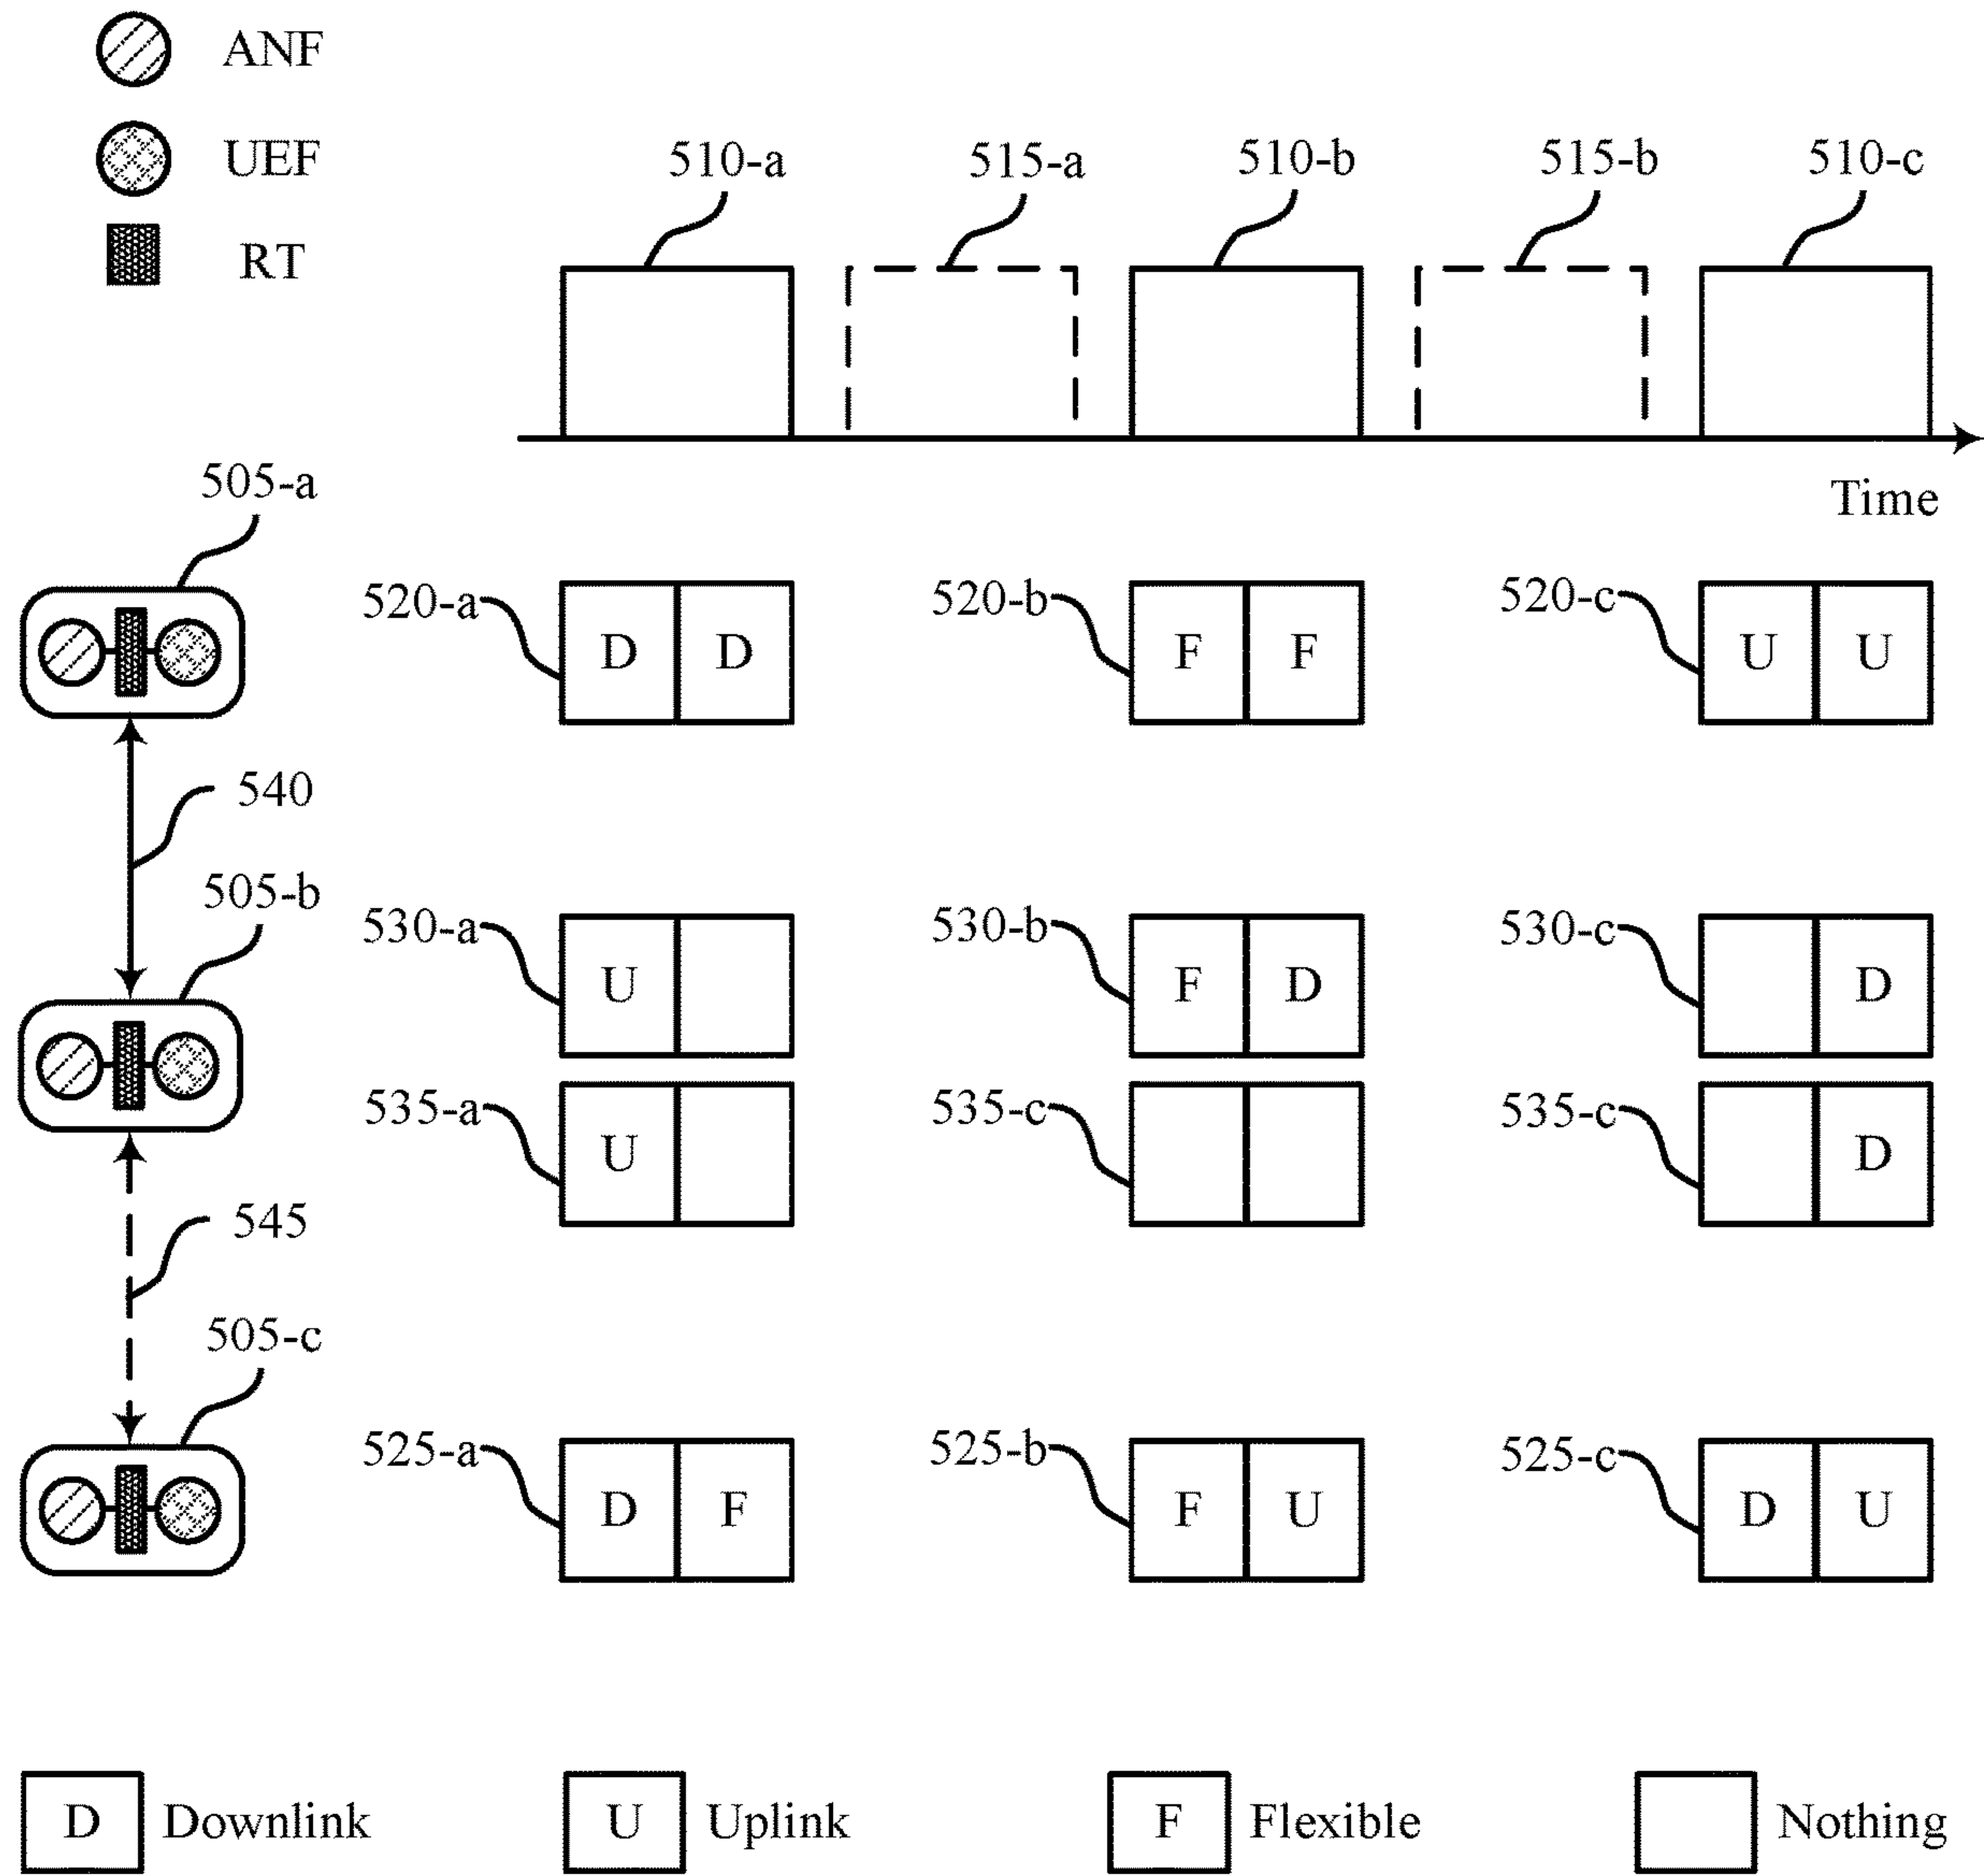 ANF
UEF
RT
510-a 515-a 510-b 515-b 510-c
Time
505-a
520-a D D 520-b F F 520-c U U
540
505-b
530-a U 530-b F D 530-c D
535-a U 535-c 535-c D
545
505-c
525-a D F 525-b F U 525-c D U
D Downlink U Uplink F Flexible Nothing